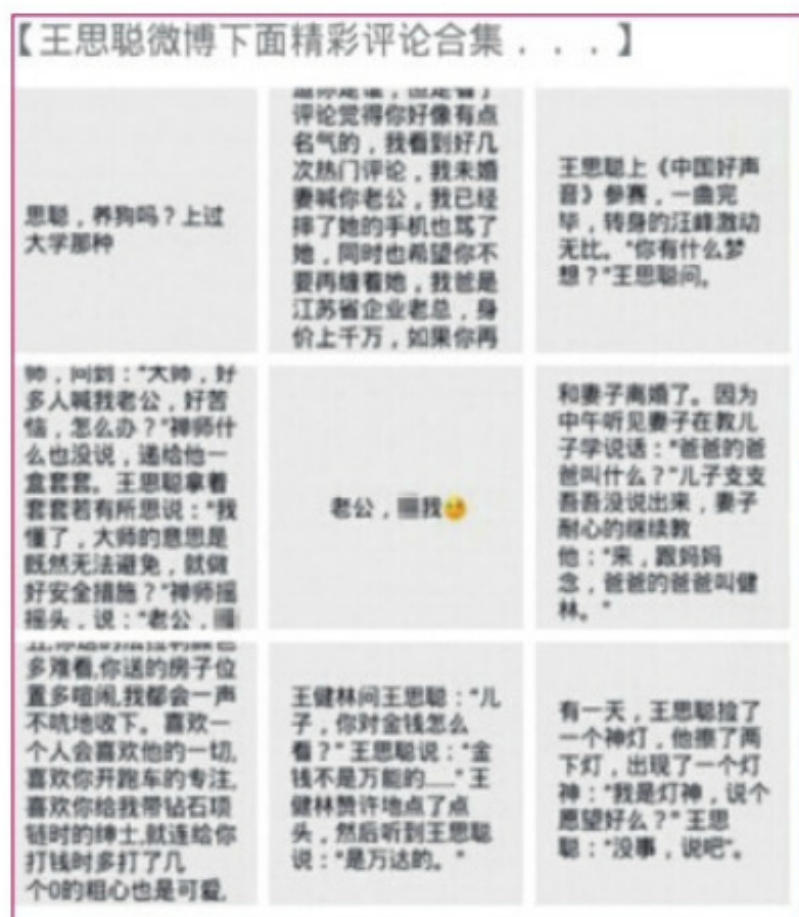 【王思聪微博下面精彩评论合集．．．】
思聪，养狗吗？上过
大学那种
评论觉得你好像有点
名气的，我看到好几
次热门评论，我未婚
妻喊你老公，我已经
摔了她的手机也骂了
她，同时也希望你不
要再缠着她，我爸是
江苏省企业老总，身
价上千万，如果你再
王思聪上《中国好声
音》参赛，一曲完
毕，转身的汪峰激动
无比。“你有什么梦
想？”王思聪问。
师，问到：“大师，好
多人喊我老公，好苦
恼，怎么办？”禅师什
么也没说，递给他一
盒套套。王思聪拿着
套套若有所思说：“我
懂了，大师的意思是
既然无法避免，就做
好安全措施？”禅师摇
摇头，说：“老公，
老公，我
和妻子离婚了。因为
中午听见妻子在教儿
子学说话：“爸爸的爸
爸叫什么？”儿子支支
吾吾没说出来，妻子
耐心的继续教
他：“来，跟妈妈
念，爸爸的爸爸叫健
林。”
多难看,你送的房子位
置多喧闹,我都会一声
不吭地收下。喜欢一
个人会喜欢他的一切,
喜欢你开跑车的专注,
喜欢你给我带钻石项
链时的绅士,就连给你
打钱时多打了几
个0的粗心也是可爱,
王健林问王思聪：“儿
子，你对金钱怎么
看？”王思聪说：“金
钱不是万能的......”王
健林赞许地点了点
头，然后听到王思聪
说：“是万达的。”
有一天，王思聪捡了
一个神灯，他擦了两
下灯，出现了一个灯
神：“我是灯神，说个
愿望好么？”王思
聪：“没事，说吧”。